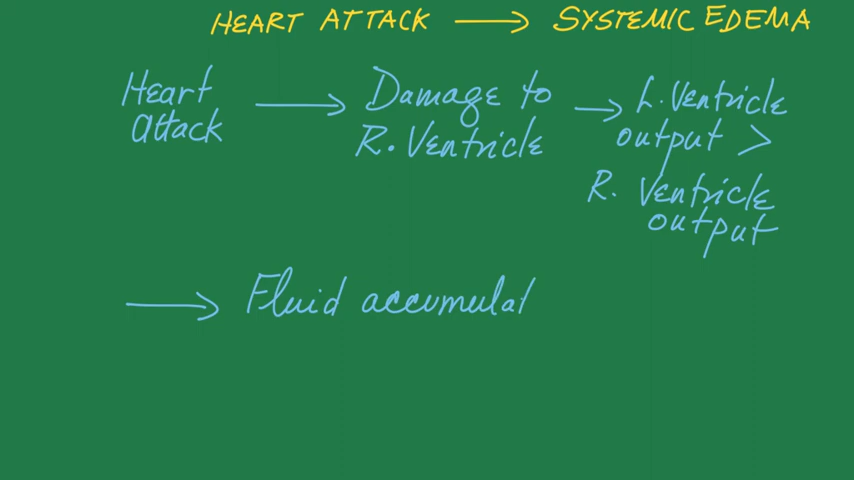 HEART ATTACK → SYSTEMIC EDEMA
Heart attack → Damage to R. Ventricle → L. Ventricle output > R. Ventricle output
→ Fluid accumulat